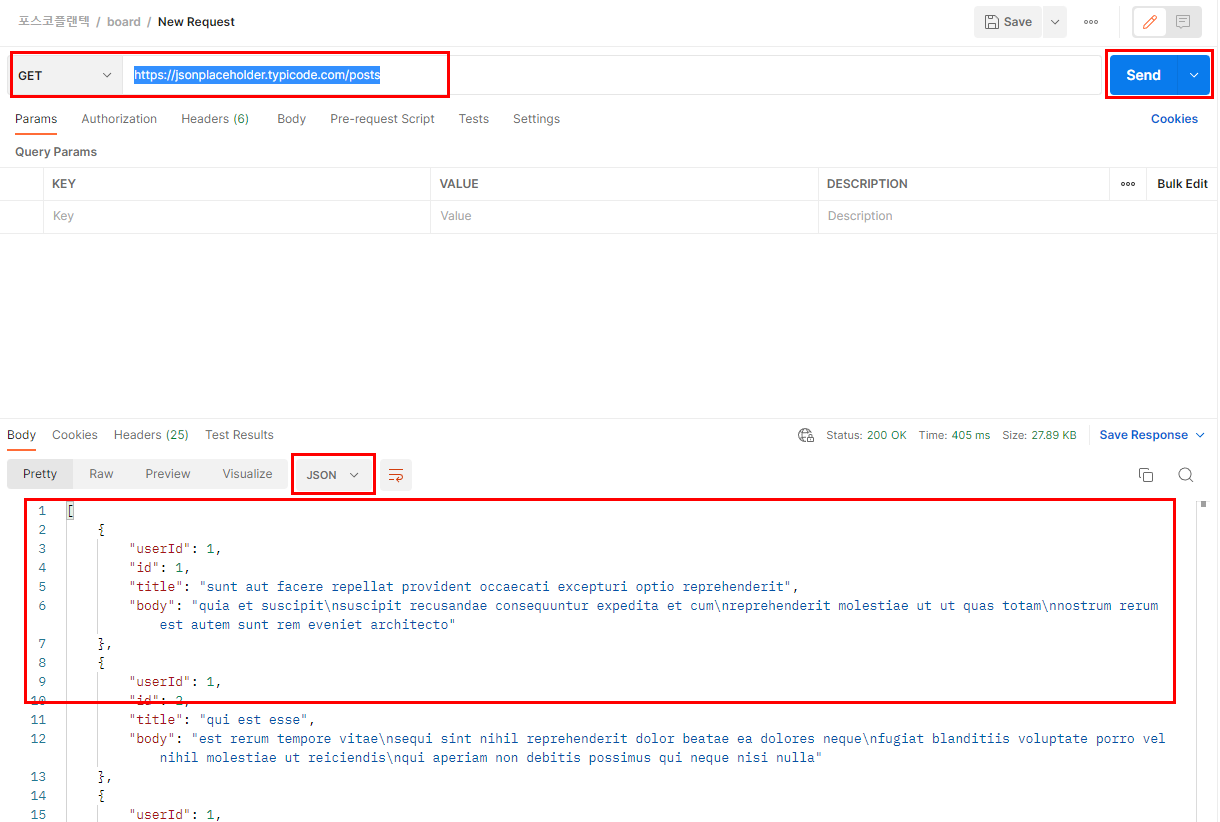 포스코플랜텍 / board / New Request
Save
GET
https://jsonplaceholder.typicode.com/posts
Send
Params Authorization Headers (6) Body Pre-request Script Tests Settings Cookies
Query Params
KEY VALUE DESCRIPTION Bulk Edit
Key Value Description
Body Cookies Headers (25) Test Results Status: 200 OK Time: 405 ms Size: 27.89 KB Save Response
Pretty Raw Preview Visualize JSON
1 [
2 {
3 "userId": 1,
4 "id": 1,
5 "title": "sunt aut facere repellat provident occaecati excepturi optio reprehenderit",
6 "body": "quia et suscipit\nsuscipit recusandae consequuntur expedita et cum\nreprehenderit molestiae ut ut quas totam\nnostrum rerum
est autem sunt rem eveniet architecto"
7 },
8 {
9 "userId": 1,
10 "id": 2,
11 "title": "qui est esse",
12 "body": "est rerum tempore vitae\nsequi sint nihil reprehenderit dolor beatae ea dolores neque\nfugiat blanditiis voluptate porro vel
nihil molestiae ut reiciendis\nqui aperiam non debitis possimus qui neque nisi nulla"
13 },
14 {
15 "userId": 1,